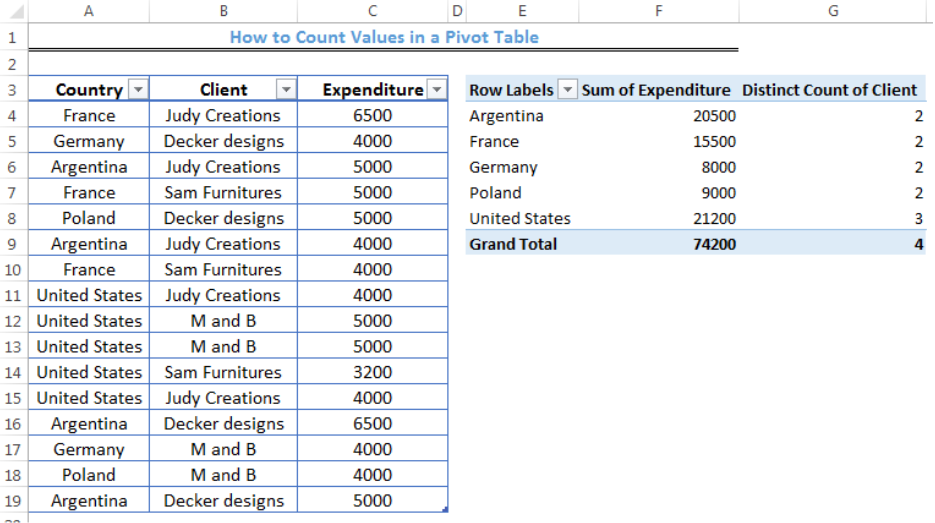 A B C D E F G
1 How to Count Values in a Pivot Table
2
3 Country Client Expenditure Row Labels Sum of Expenditure Distinct Count of Client
4 France Judy Creations 6500 Argentina 20500 2
5 Germany Decker designs 4000 France 15500 2
6 Argentina Judy Creations 5000 Germany 8000 2
7 France Sam Furnitures 5000 Poland 9000 2
8 Poland Decker designs 5000 United States 21200 3
9 Argentina Judy Creations 4000 Grand Total 74200 4
10 France Sam Furnitures 4000
11 United States Judy Creations 4000
12 United States M and B 5000
13 United States M and B 5000
14 United States Sam Furnitures 3200
15 United States Judy Creations 4000
16 Argentina Decker designs 6500
17 Germany M and B 4000
18 Poland M and B 4000
19 Argentina Decker designs 5000